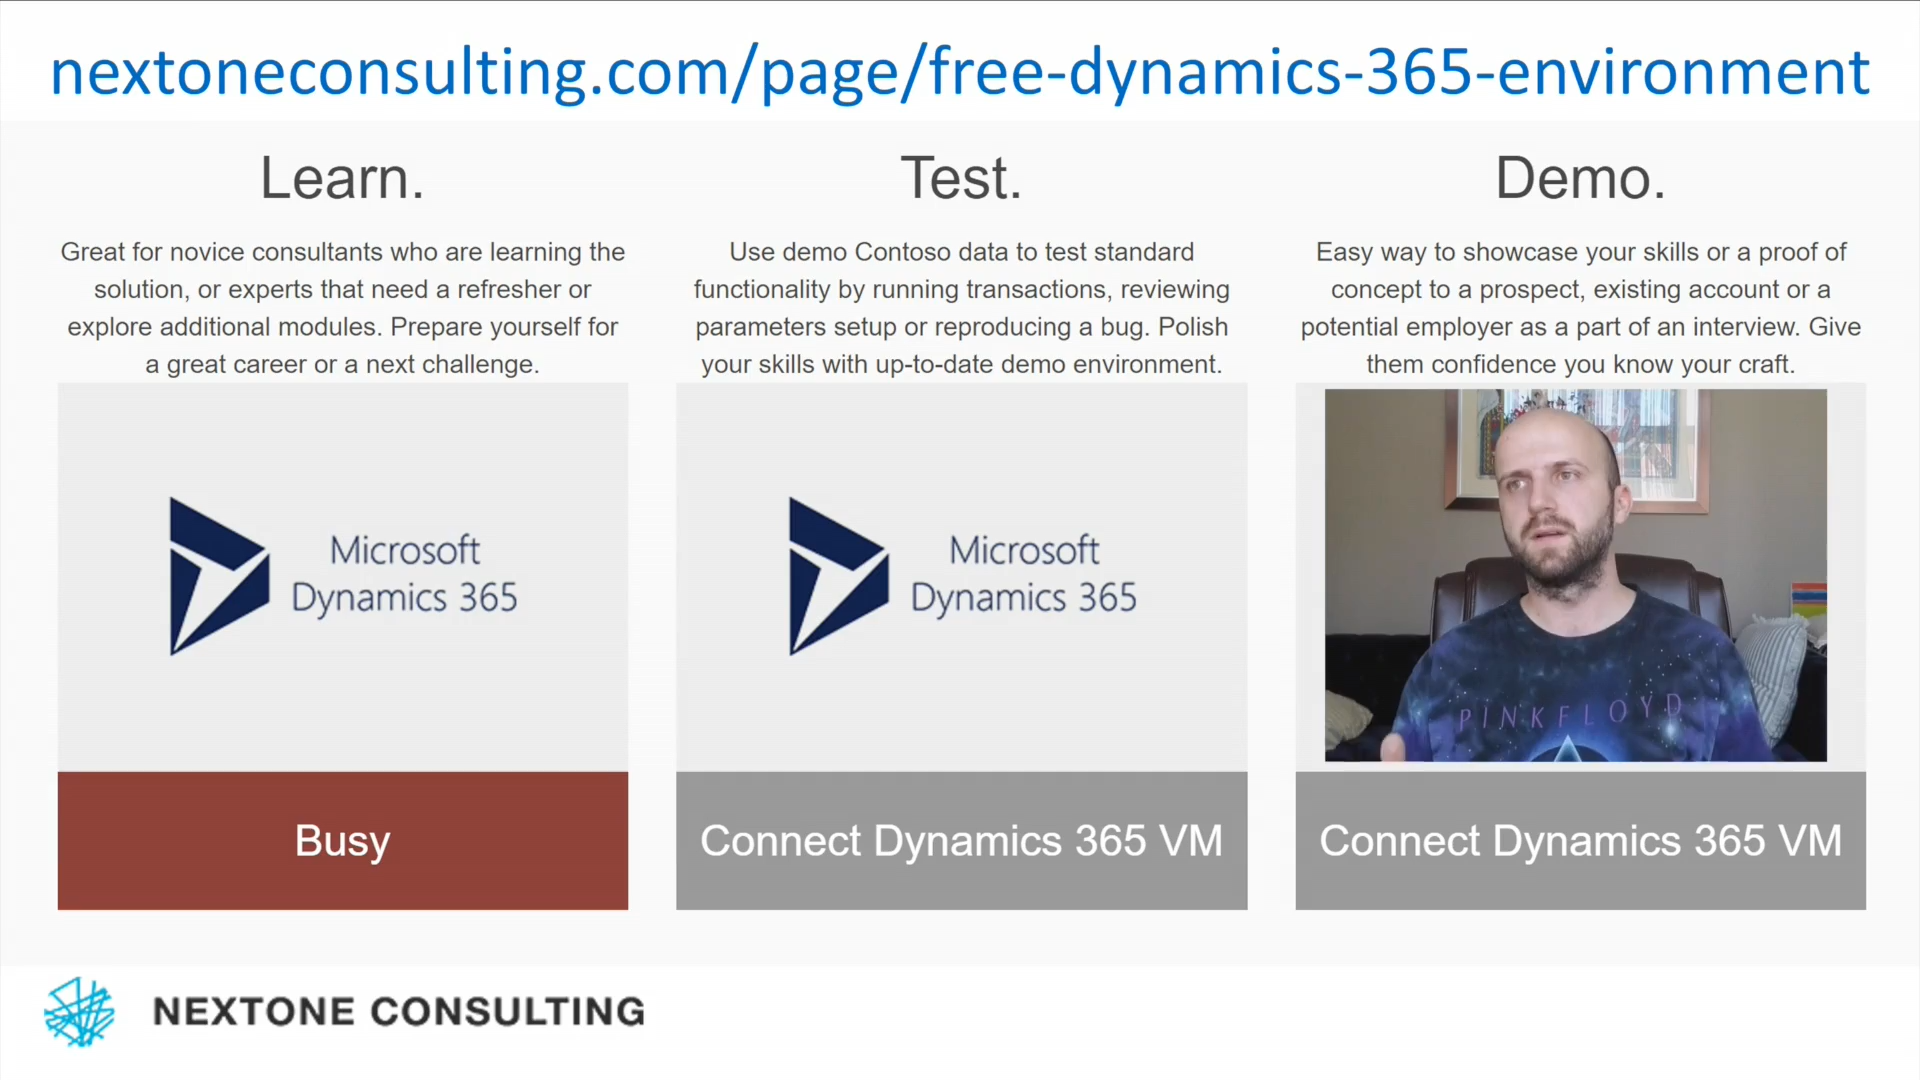 nextoneconsulting.com/page/free-dynamics-365-environment
Learn.
Great for novice consultants who are learning the
solution, or experts that need a refresher or
explore additional modules. Prepare yourself for
a great career or a next challenge.
Microsoft
Dynamics 365
Busy
Test.
Use demo Contoso data to test standard
functionality by running transactions, reviewing
parameters setup or reproducing a bug. Polish
your skills with up-to-date demo environment.
Microsoft
Dynamics 365
Connect Dynamics 365 VM
Demo.
Easy way to showcase your skills or a proof of
concept to a prospect, existing account or a
potential employer as a part of an interview. Give
them confidence you know your craft.
PINK FLOYD
Connect Dynamics 365 VM
NEXTONE CONSULTING